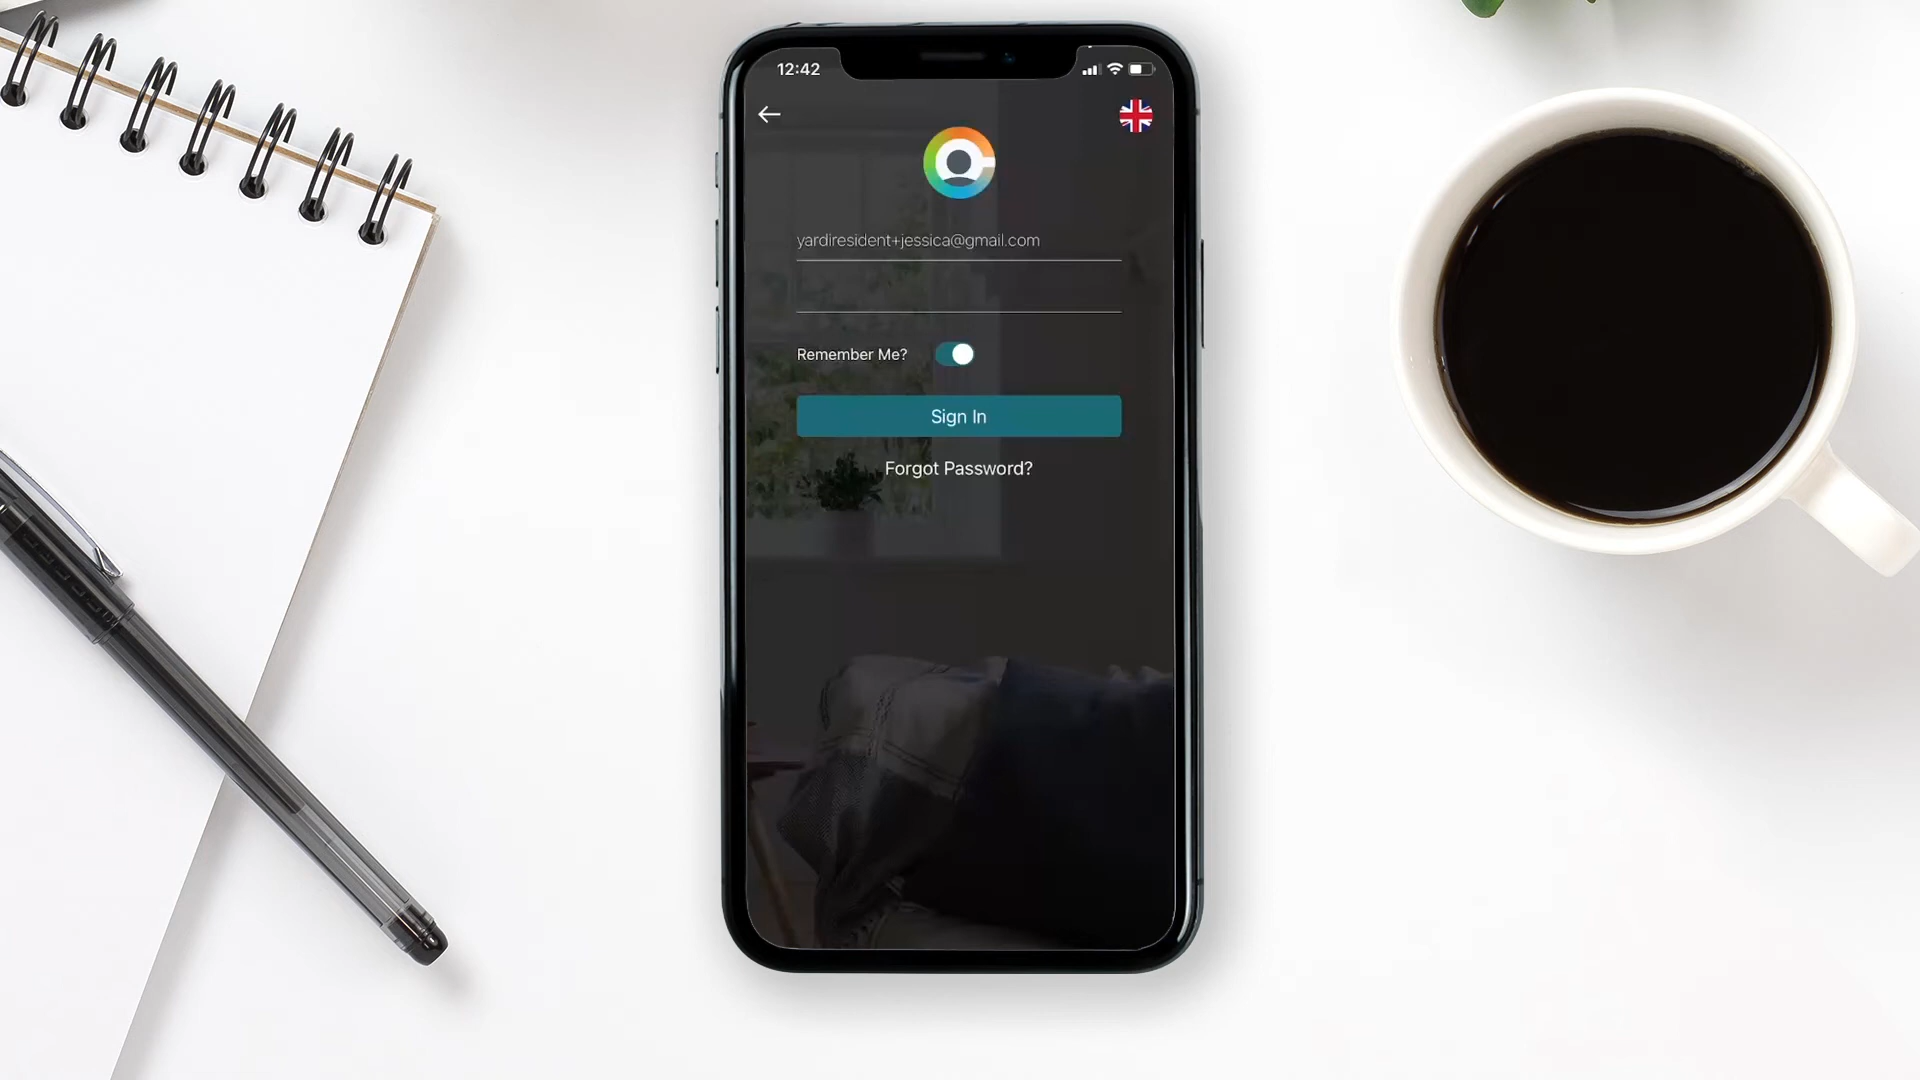 12:42
yardiresident+jessica@gmail.com
Remember Me?
Sign In
Forgot Password?